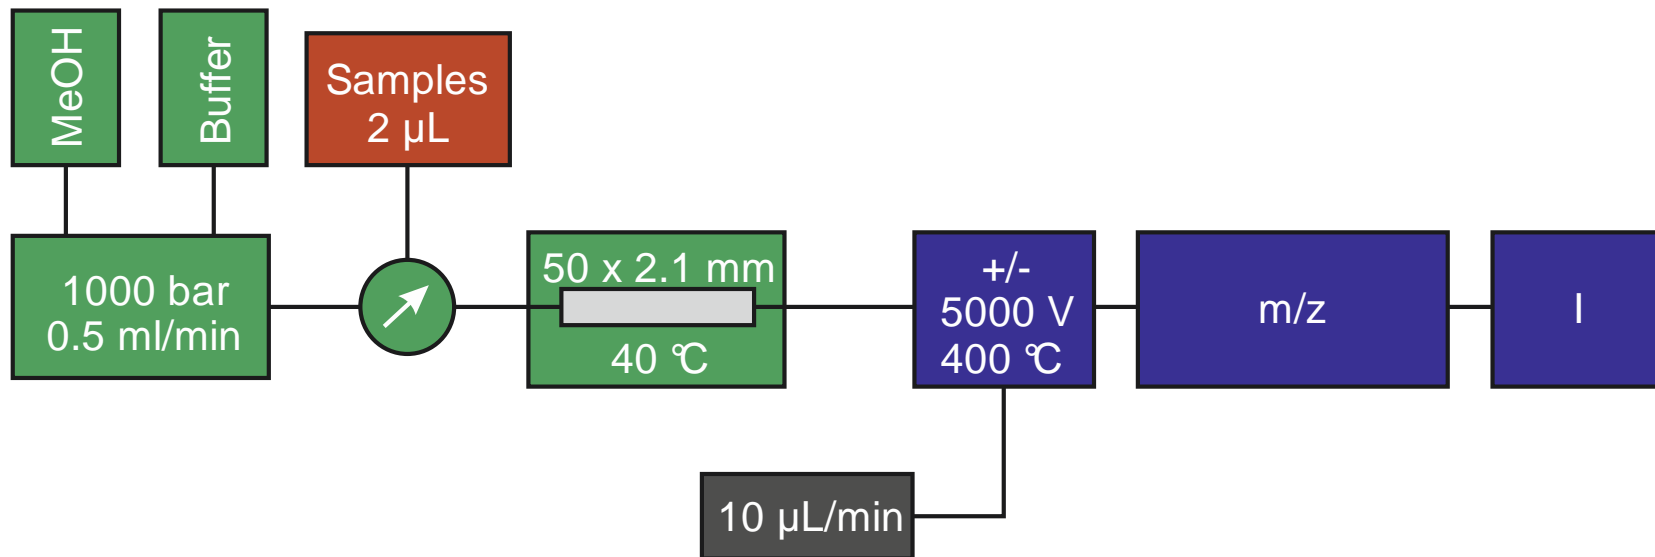 MeOH
Buffer
Samples
2 µL
1000 bar
0.5 ml/min
50 x 2.1 mm
40 °C
+/-
5000 V
400 °C
m/z
I
10 µL/min